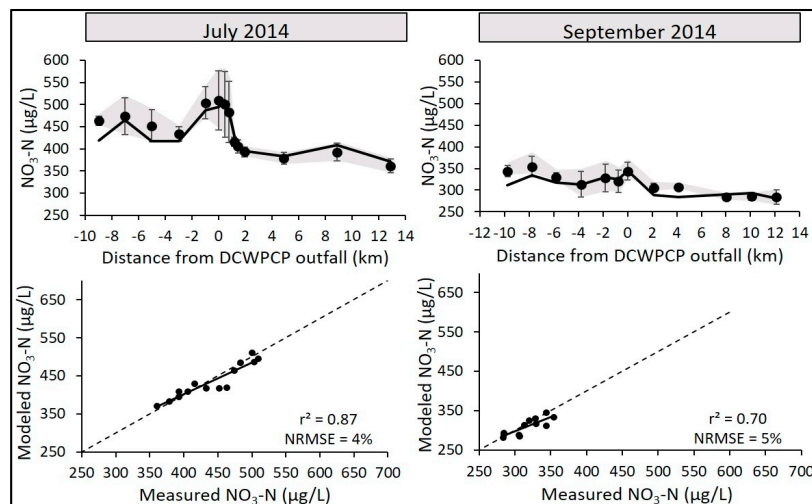 July 2014
September 2014
NO₃-N (µg/L)
600
550
500
450
400
350
300
250
-10 -8 -6 -4 -2 0 2 4 6 8 10 12 14
Distance from DCWPCP outfall (km)
NO₃-N (µg/L)
600
550
500
450
400
350
300
250
-12 -10 -8 -6 -4 -2 0 2 4 6 8 10 12 14
Distance from DCWPCP outfall (km)
Modeled NO₃-N (µg/L)
650
550
450
350
250
r² = 0.87
NRMSE = 4%
250 300 350 400 450 500 550 600 650 700
Measured NO₃-N (µg/L)
Modeled NO₃-N (µg/L)
650
550
450
350
250
r² = 0.70
NRMSE = 5%
250 300 350 400 450 500 550 600 650 700
Measured NO₃-N (µg/L)